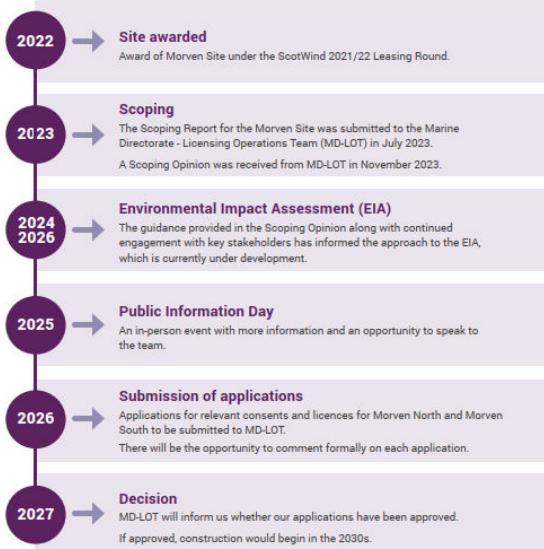 2022
Site awarded
Award of Morven Site under the ScotWind 2021/22 Leasing Round.
2023
Scoping
The Scoping Report for the Morven Site was submitted to the Marine
Directorate - Licensing Operations Team (MD-LOT) in July 2023.
A Scoping Opinion was received from MD-LOT in November 2023.
2024
2026
Environmental Impact Assessment (EIA)
The guidance provided in the Scoping Opinion along with continued
engagement with key stakeholders has informed the approach to the EIA,
which is currently under development.
2025
Public Information Day
An in-person event with more information and an opportunity to speak to
the team.
2026
Submission of applications
Applications for relevant consents and licences for Morven North and Morven
South to be submitted to MD-LOT.
There will be the opportunity to comment formally on each application.
2027
Decision
MD-LOT will inform us whether our applications have been approved.
If approved, construction would begin in the 2030s.